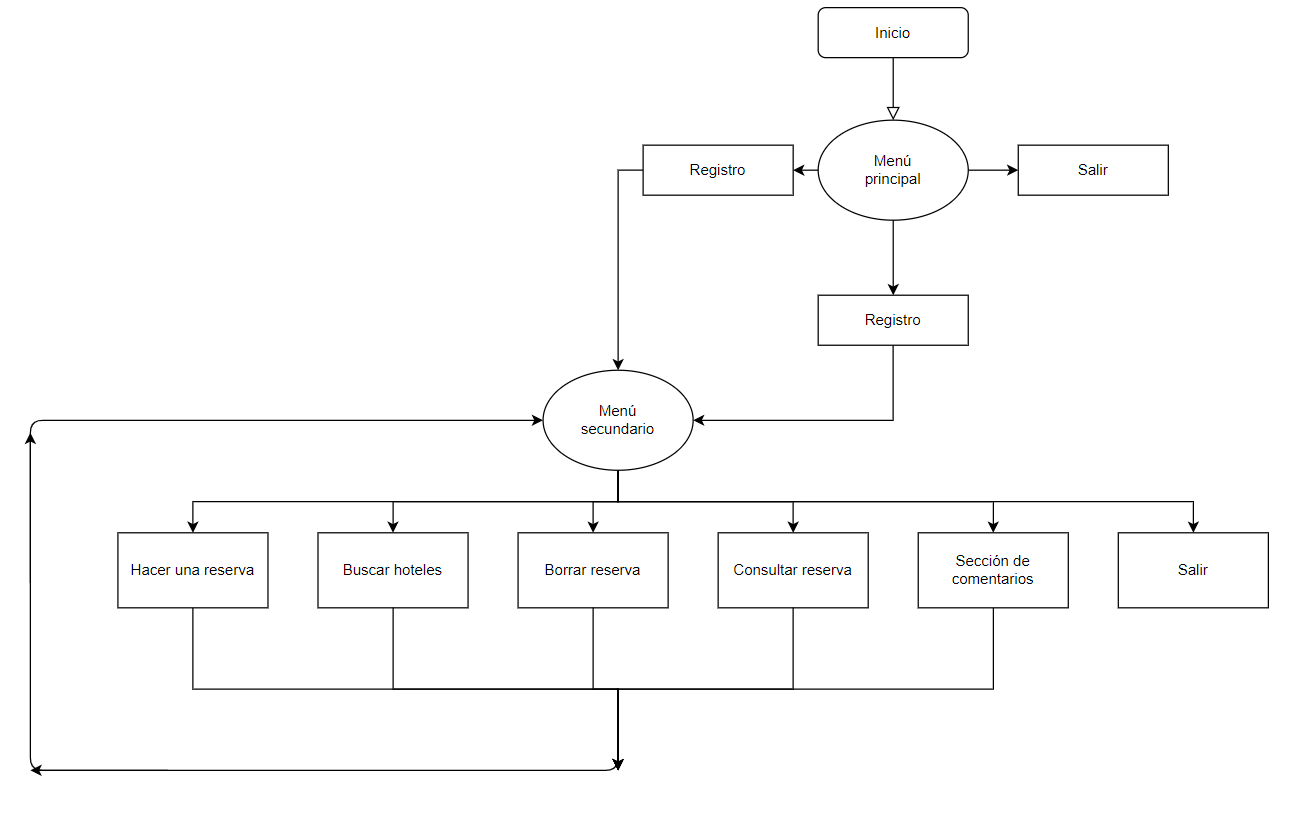 Inicio
Menú
principal
Registro
Salir
Registro
Menú
secundario
Hacer una reserva
Buscar hoteles
Borrar reserva
Consultar reserva
Sección de
comentarios
Salir